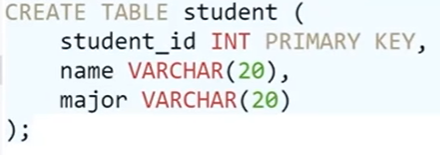 CREATE TABLE student (
    student_id INT PRIMARY KEY,
    name VARCHAR(20),
    major VARCHAR(20)
);